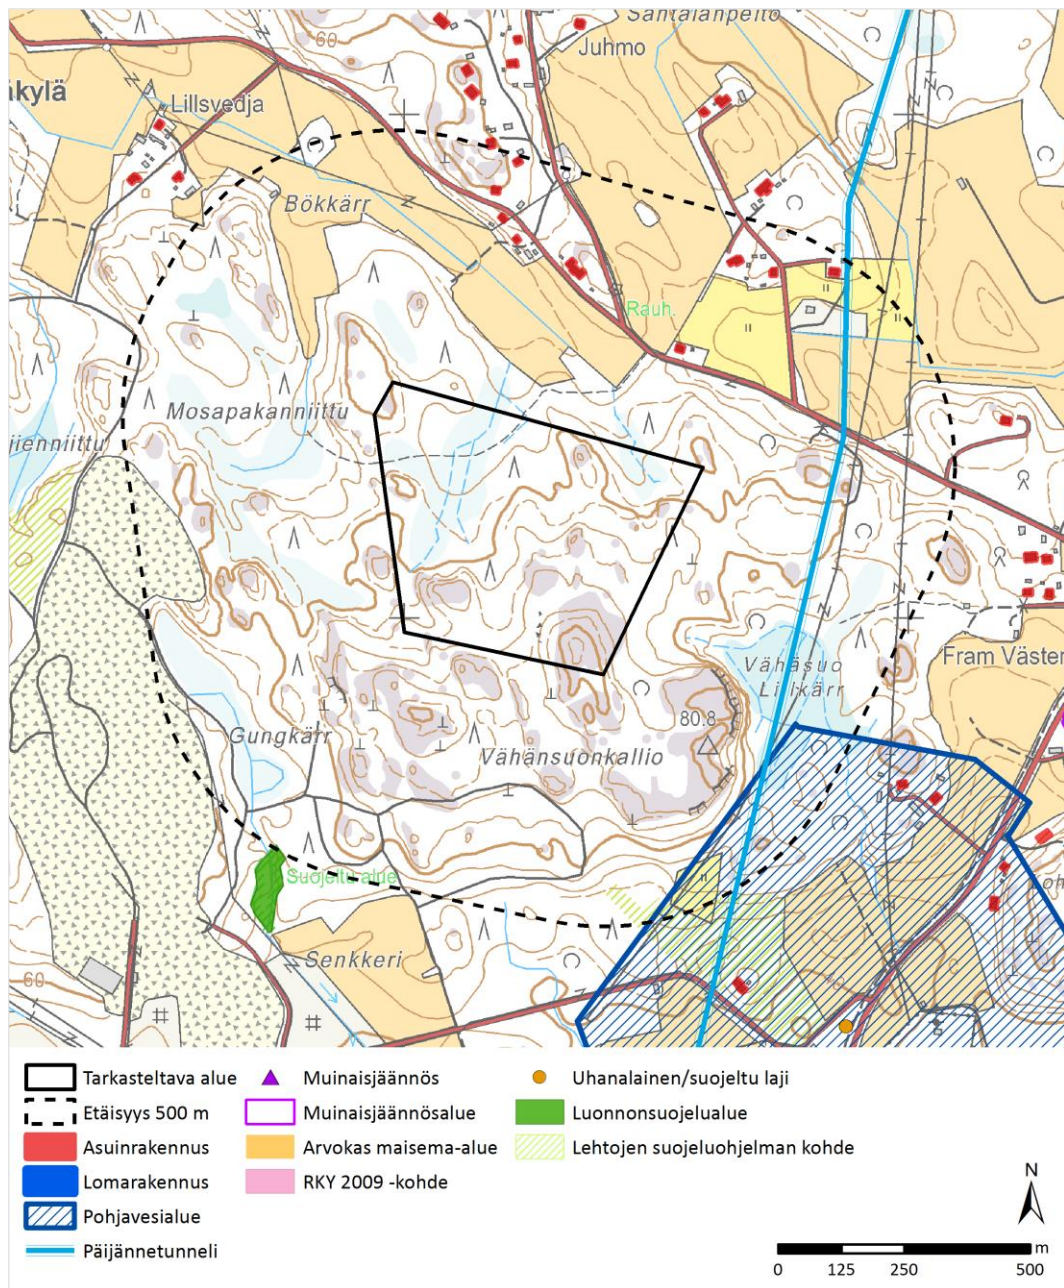 Santalanpelto
60
Juhmo
äkylä
Lillsvedja
Bökkärr
Rauh.
Mosapakanniittu
jienniittu
Fram Väster
Vähäsuo
Lillkärr
80.8
Gungkärr
Vähänsuonkallio
Suojeltu alue
Senkkeri
60
Tarkasteltava alue
Etäisyys 500 m
Asuinrakennus
Lomarakennus
Pohjavesialue
Päijännetunneli
Muinaisjäännös
Muinaisjäännösalue
Arvokas maisema-alue
RKY 2009 -kohde
Uhanalainen/suojeltu laji
Luonnonsuojelualue
Lehtojen suojeluohjelman kohde
N
m
0 125 250 500